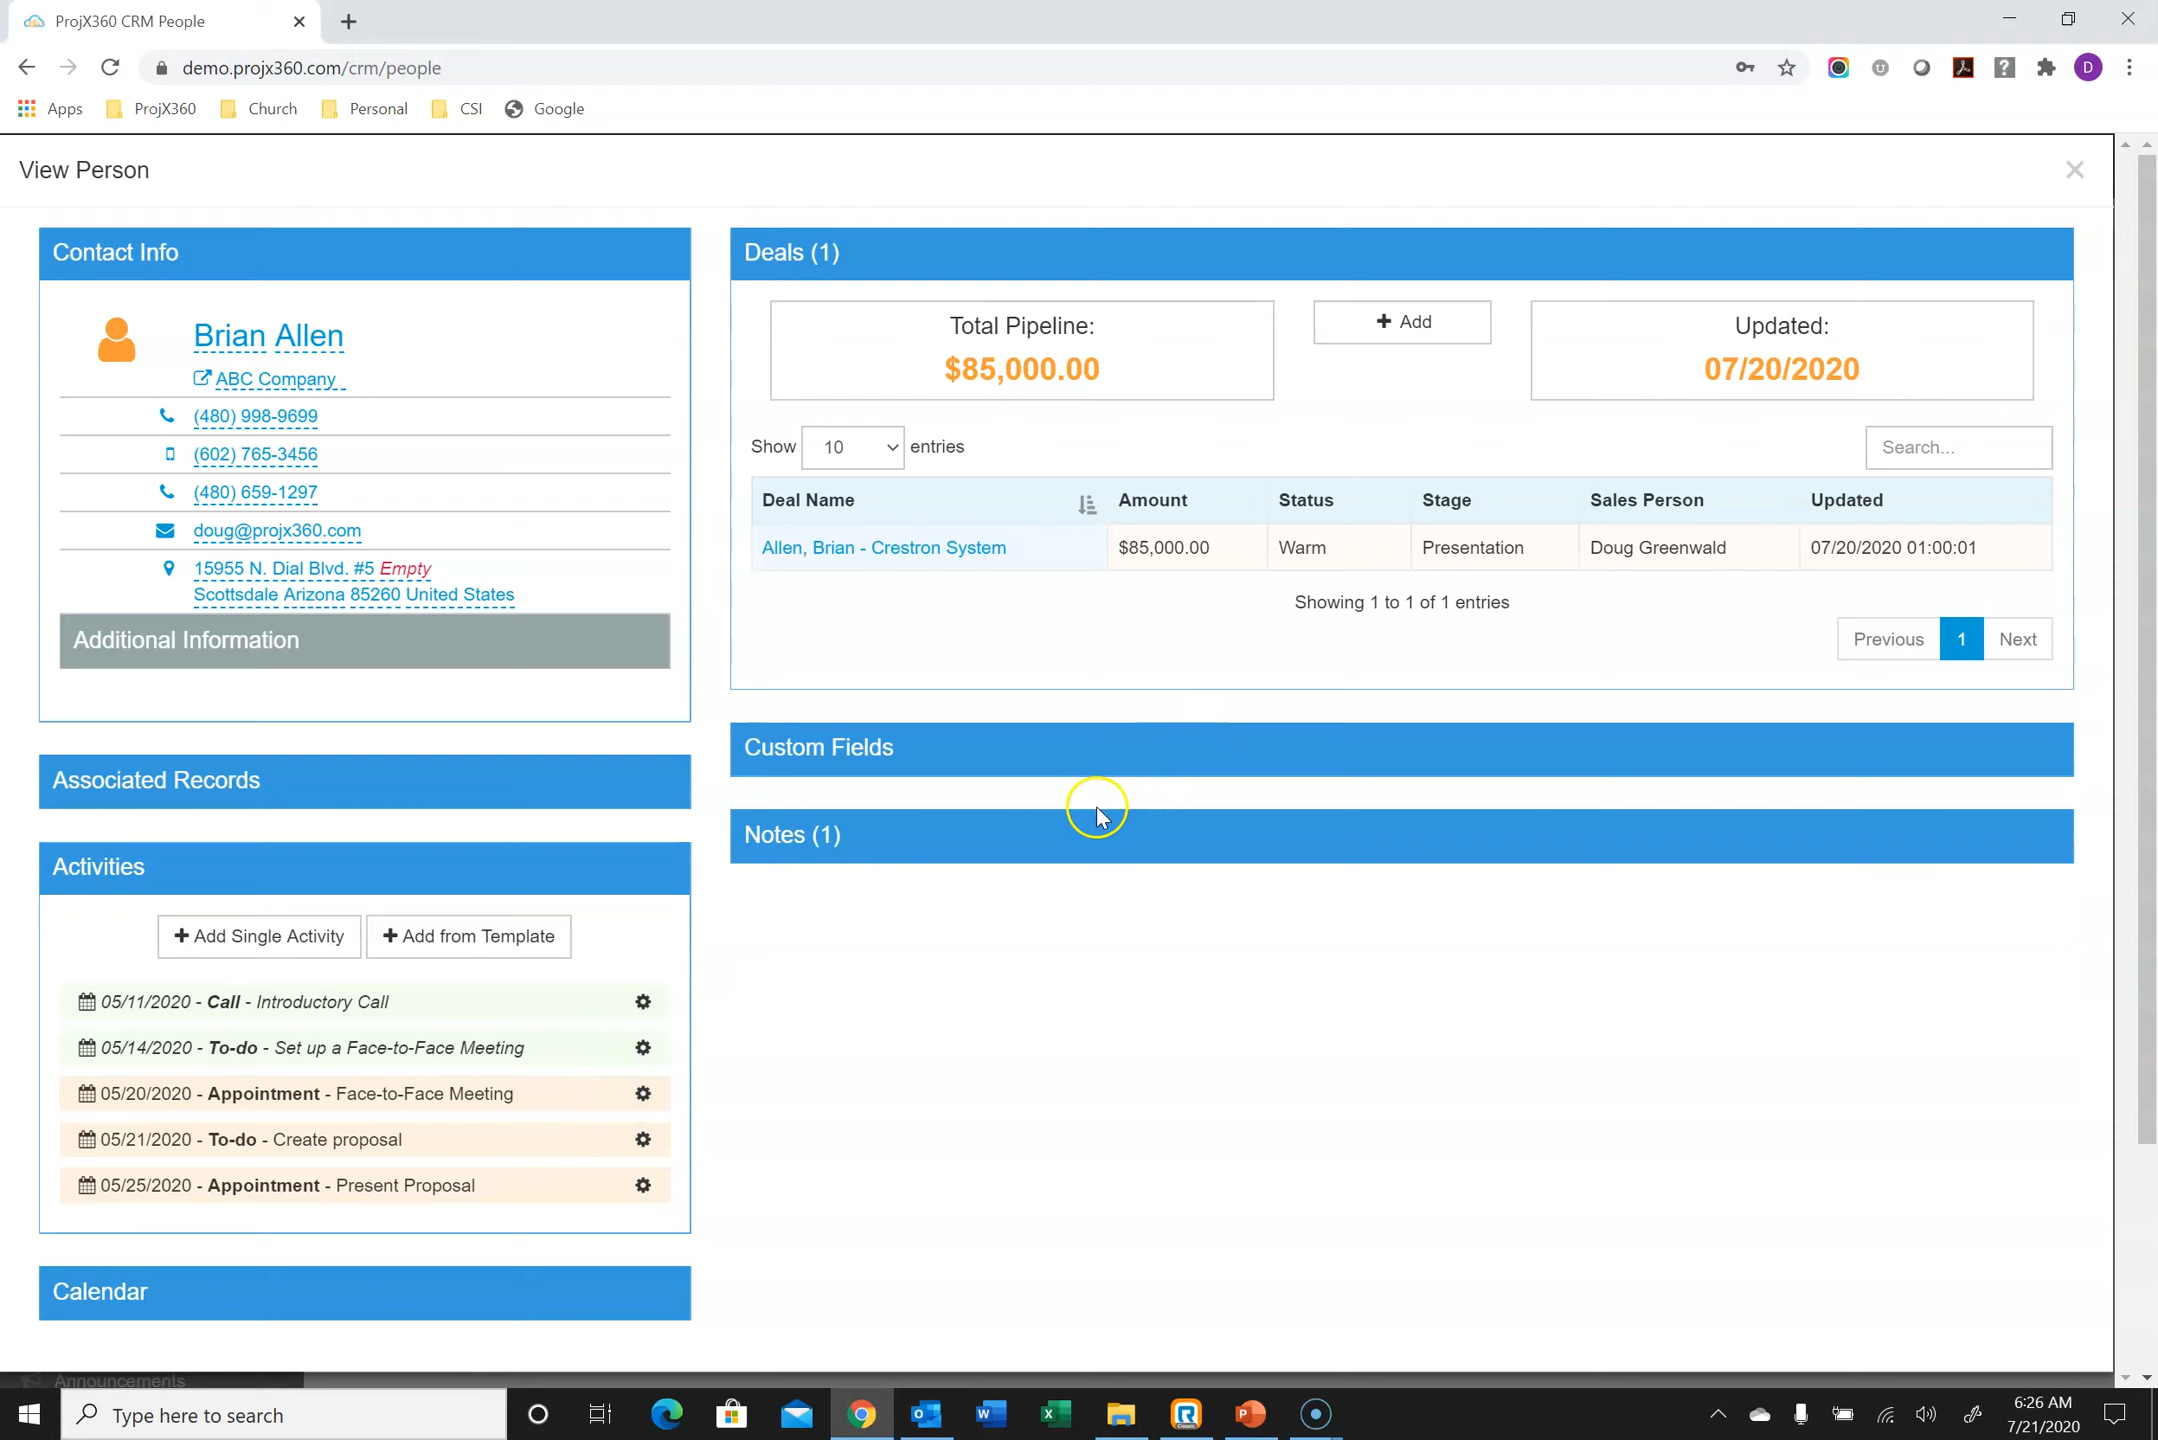 ProjX360 CRM People
demo.projx360.com/crm/people
Apps ProjX360 Church Personal CSI Google
View Person
Contact Info
Brian Allen
ABC Company
(480) 998-9699
(602) 765-3456
(480) 659-1297
doug@projx360.com
15955 N. Dial Blvd. #5 Empty
Scottsdale Arizona 85260 United States
Additional Information
Associated Records
Activities
Add Single Activity Add from Template
05/11/2020 - Call - Introductory Call
05/14/2020 - To-do - Set up a Face-to-Face Meeting
05/20/2020 - Appointment - Face-to-Face Meeting
05/21/2020 - To-do - Create proposal
05/25/2020 - Appointment - Present Proposal
Calendar
Deals (1)
Total Pipeline:
$85,000.00
Add
Updated:
07/20/2020
Show 10 entries Search...
Deal Name Amount Status Stage Sales Person Updated
Allen, Brian - Crestron System $85,000.00 Warm Presentation Doug Greenwald 07/20/2020 01:00:01
Showing 1 to 1 of 1 entries
Previous 1 Next
Custom Fields
Notes (1)
Announcements
Type here to search
6:26 AM
7/21/2020